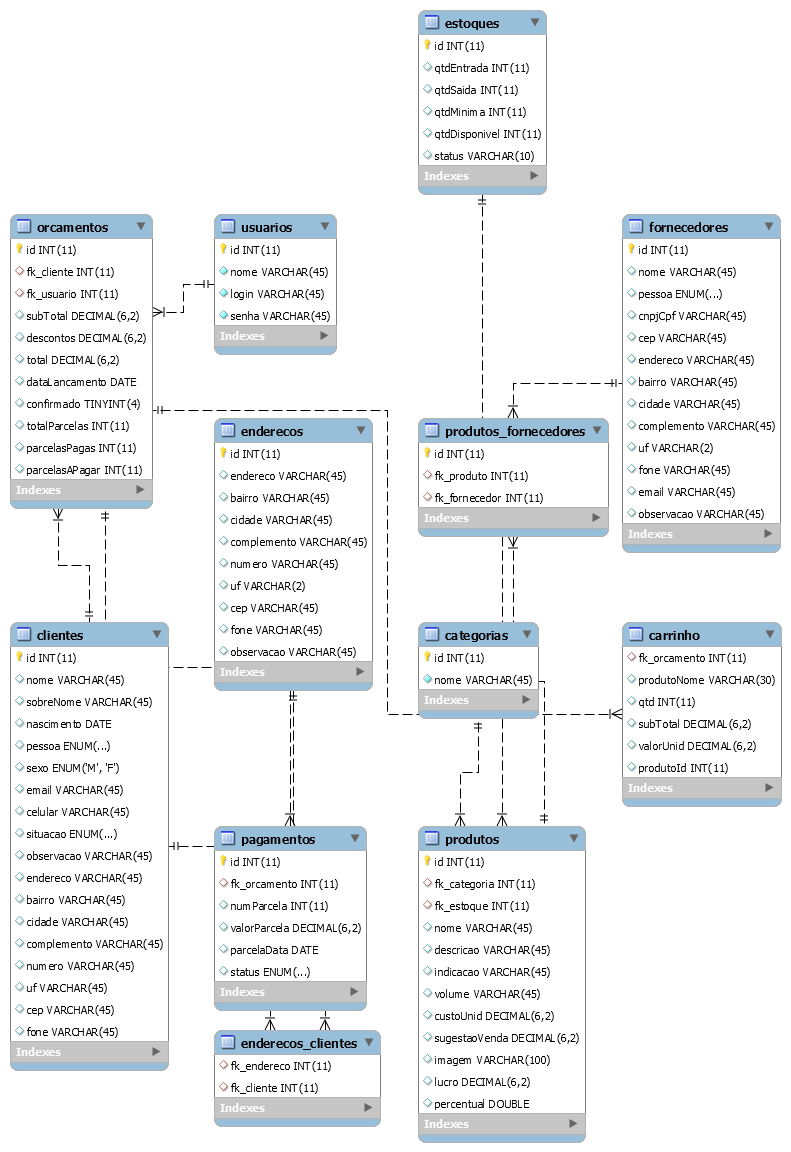 estoques
id INT(11)
qtdEntrada INT(11)
qtdSaida INT(11)
qtdMinima INT(11)
qtdDisponivel INT(11)
status VARCHAR(10)
Indexes
orcamentos
id INT(11)
fk_cliente INT(11)
fk_usuario INT(11)
subTotal DECIMAL(6,2)
descontos DECIMAL(6,2)
total DECIMAL(6,2)
dataLancamento DATE
confirmado TINYINT(4)
totalParcelas INT(11)
parcelasPagas INT(11)
parcelasAPagar INT(11)
Indexes
usuarios
id INT(11)
nome VARCHAR(45)
login VARCHAR(45)
senha VARCHAR(45)
Indexes
fornecedores
id INT(11)
nome VARCHAR(45)
pessoa ENUM(...)
cnpjCpf VARCHAR(45)
cep VARCHAR(45)
endereco VARCHAR(45)
bairro VARCHAR(45)
cidade VARCHAR(45)
complemento VARCHAR(45)
uf VARCHAR(2)
fone VARCHAR(45)
email VARCHAR(45)
observacao VARCHAR(45)
Indexes
enderecos
id INT(11)
endereco VARCHAR(45)
bairro VARCHAR(45)
cidade VARCHAR(45)
complemento VARCHAR(45)
numero VARCHAR(45)
uf VARCHAR(2)
cep VARCHAR(45)
fone VARCHAR(45)
observacao VARCHAR(45)
Indexes
produtos_fornecedores
id INT(11)
fk_produto INT(11)
fk_fornecedor INT(11)
Indexes
clientes
id INT(11)
nome VARCHAR(45)
sobreNome VARCHAR(45)
nascimento DATE
pessoa ENUM(...)
sexo ENUM('M', 'F')
email VARCHAR(45)
celular VARCHAR(45)
situacao ENUM(...)
observacao VARCHAR(45)
endereco VARCHAR(45)
bairro VARCHAR(45)
cidade VARCHAR(45)
complemento VARCHAR(45)
numero VARCHAR(45)
uf VARCHAR(45)
cep VARCHAR(45)
fone VARCHAR(45)
Indexes
categorias
id INT(11)
nome VARCHAR(45)
Indexes
carrinho
fk_orcamento INT(11)
produtoNome VARCHAR(30)
qtd INT(11)
subTotal DECIMAL(6,2)
valorUnid DECIMAL(6,2)
produtoId INT(11)
Indexes
pagamentos
id INT(11)
fk_orcamento INT(11)
numParcela INT(11)
valorParcela DECIMAL(6,2)
parcelaData DATE
status ENUM(...)
Indexes
produtos
id INT(11)
fk_categoria INT(11)
fk_estoque INT(11)
nome VARCHAR(45)
descricao VARCHAR(45)
indicacao VARCHAR(45)
volume VARCHAR(45)
custoUnid DECIMAL(6,2)
sugestaoVenda DECIMAL(6,2)
imagem VARCHAR(100)
lucro DECIMAL(6,2)
percentual DOUBLE
Indexes
enderecos_clientes
fk_endereco INT(11)
fk_cliente INT(11)
Indexes